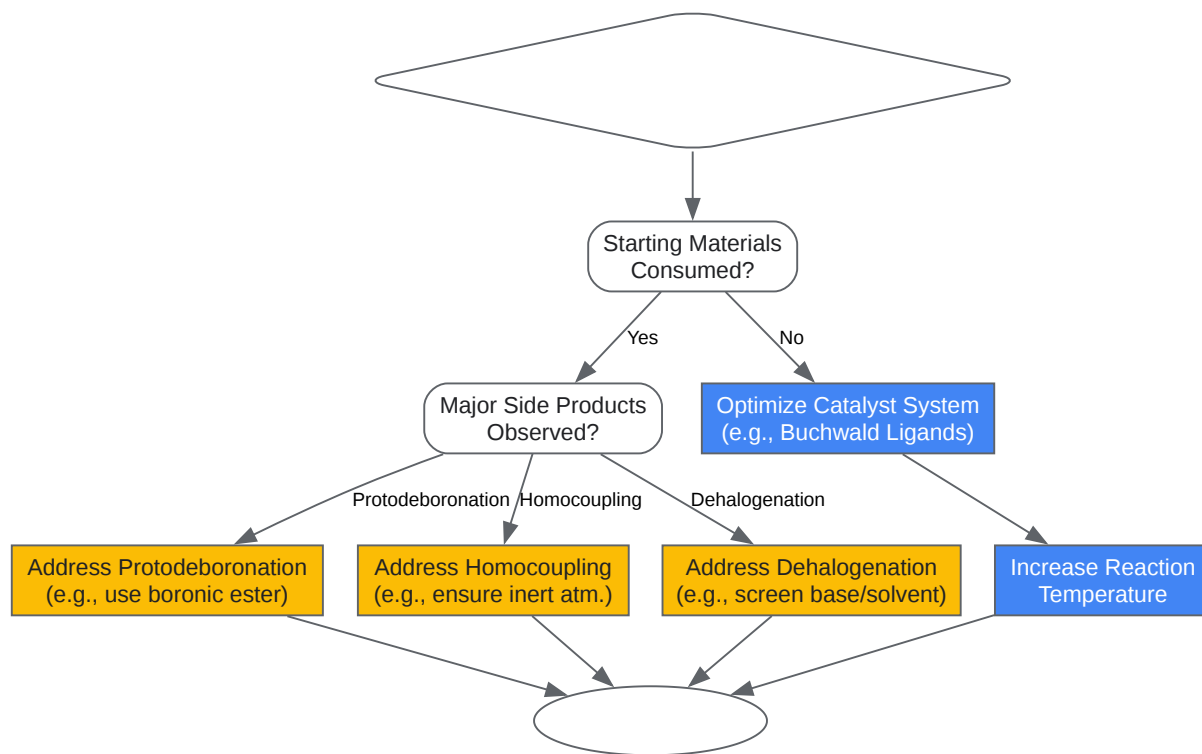 Starting Materials
Consumed?
Yes
No
Major Side Products
Observed?
Optimize Catalyst System
(e.g., Buchwald Ligands)
Protodeboronation
Homocoupling
Dehalogenation
Address Protodeboronation
(e.g., use boronic ester)
Address Homocoupling
(e.g., ensure inert atm.)
Address Dehalogenation
(e.g., screen base/solvent)
Increase Reaction
Temperature